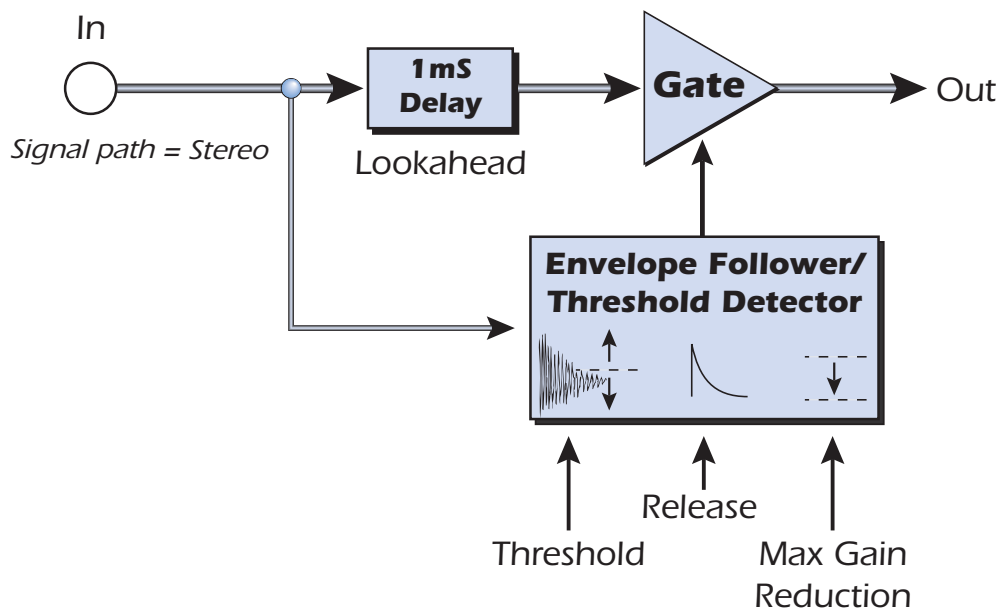 In
Signal path = Stereo
1mS
Delay
Lookahead
Gate
Out
Envelope Follower/
Threshold Detector
Threshold
Release
Max Gain
Reduction